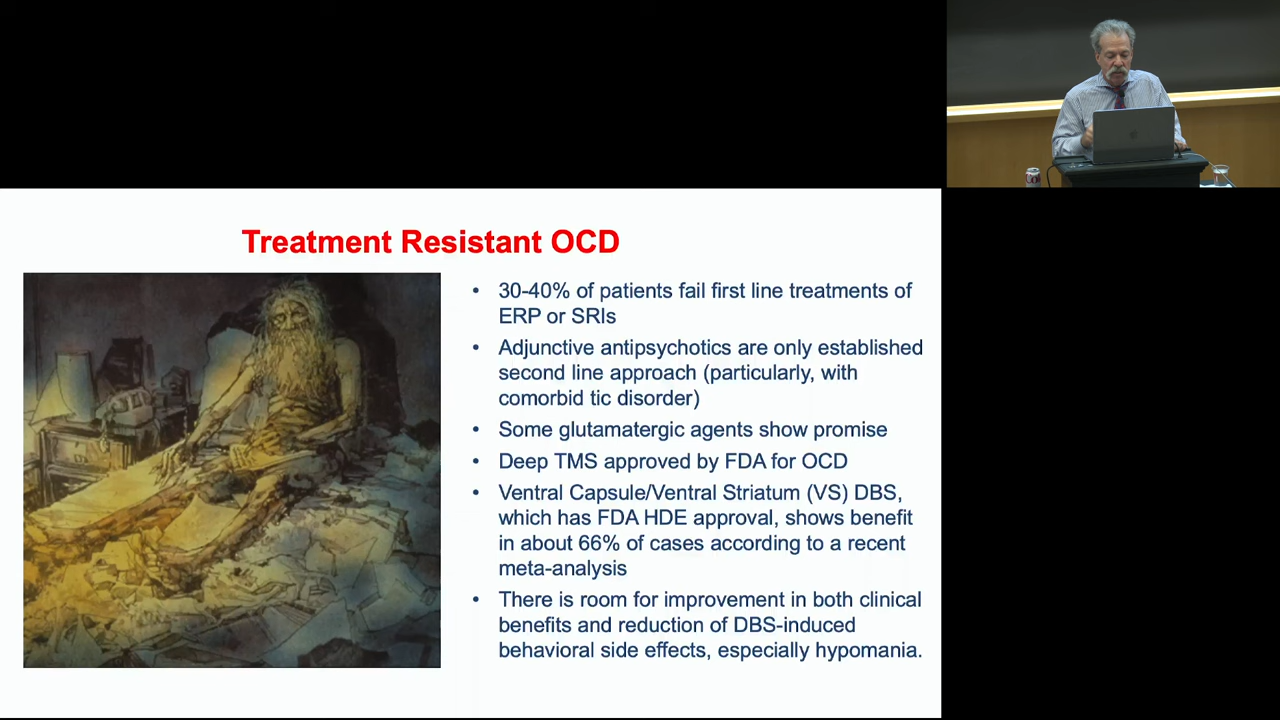 Treatment Resistant OCD
• 30-40% of patients fail first line treatments of
ERP or SRIs
• Adjunctive antipsychotics are only established
second line approach (particularly, with
comorbid tic disorder)
• Some glutamatergic agents show promise
• Deep TMS approved by FDA for OCD
• Ventral Capsule/Ventral Striatum (VS) DBS,
which has FDA HDE approval, shows benefit
in about 66% of cases according to a recent
meta-analysis
• There is room for improvement in both clinical
benefits and reduction of DBS-induced
behavioral side effects, especially hypomania.